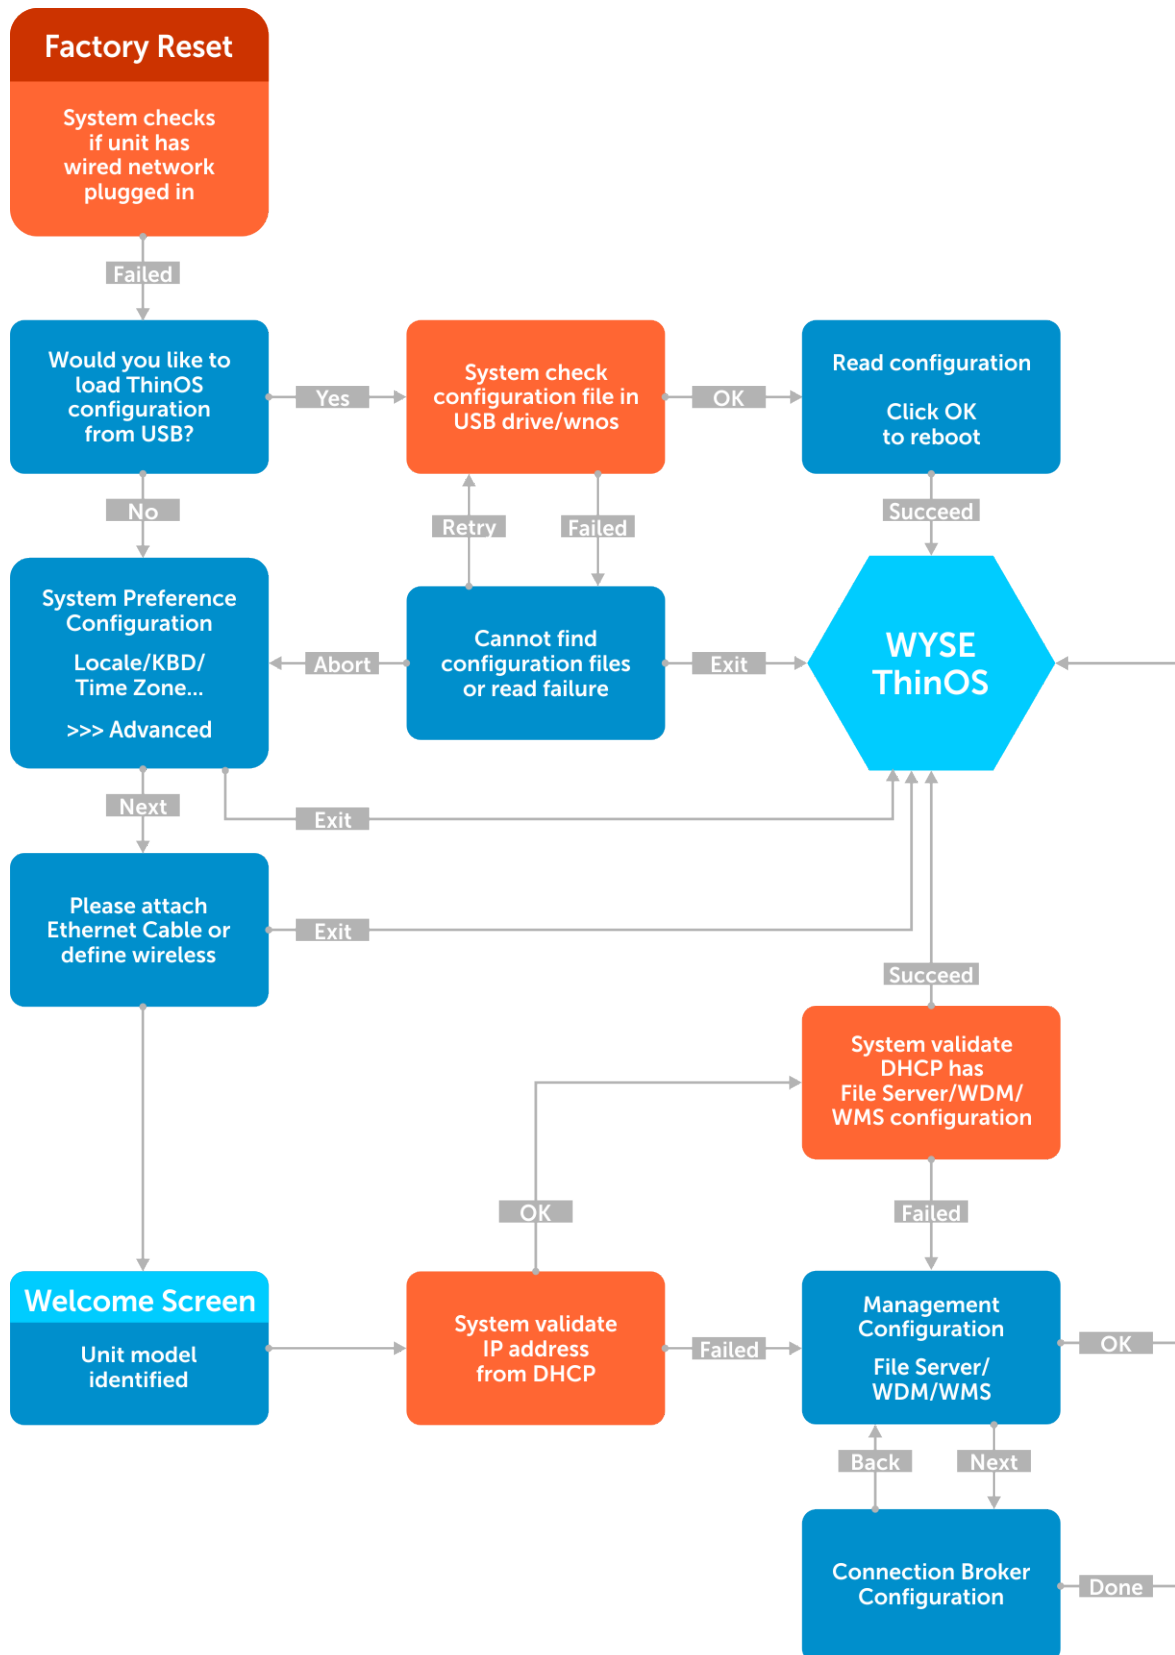 Factory Reset
System checks
if unit has
wired network
plugged in
Failed
Would you like to
load ThinOS
configuration
from USB?
Yes
System check
configuration file in
USB drive/wnos
OK
Read configuration
Click OK
to reboot
No
Retry
Failed
Succeed
System Preference
Configuration
Locale/KBD/
Time Zone...
>>> Advanced
Abort
Cannot find
configuration files
or read failure
Exit
WYSE
ThinOS
Next
Exit
Please attach
Ethernet Cable or
define wireless
Exit
Succeed
System validate
DHCP has
File Server/WDM/
WMS configuration
OK
Failed
Welcome Screen
Unit model
identified
System validate
IP address
from DHCP
Failed
Management
Configuration
File Server/
WDM/WMS
OK
Back
Next
Connection Broker
Configuration
Done